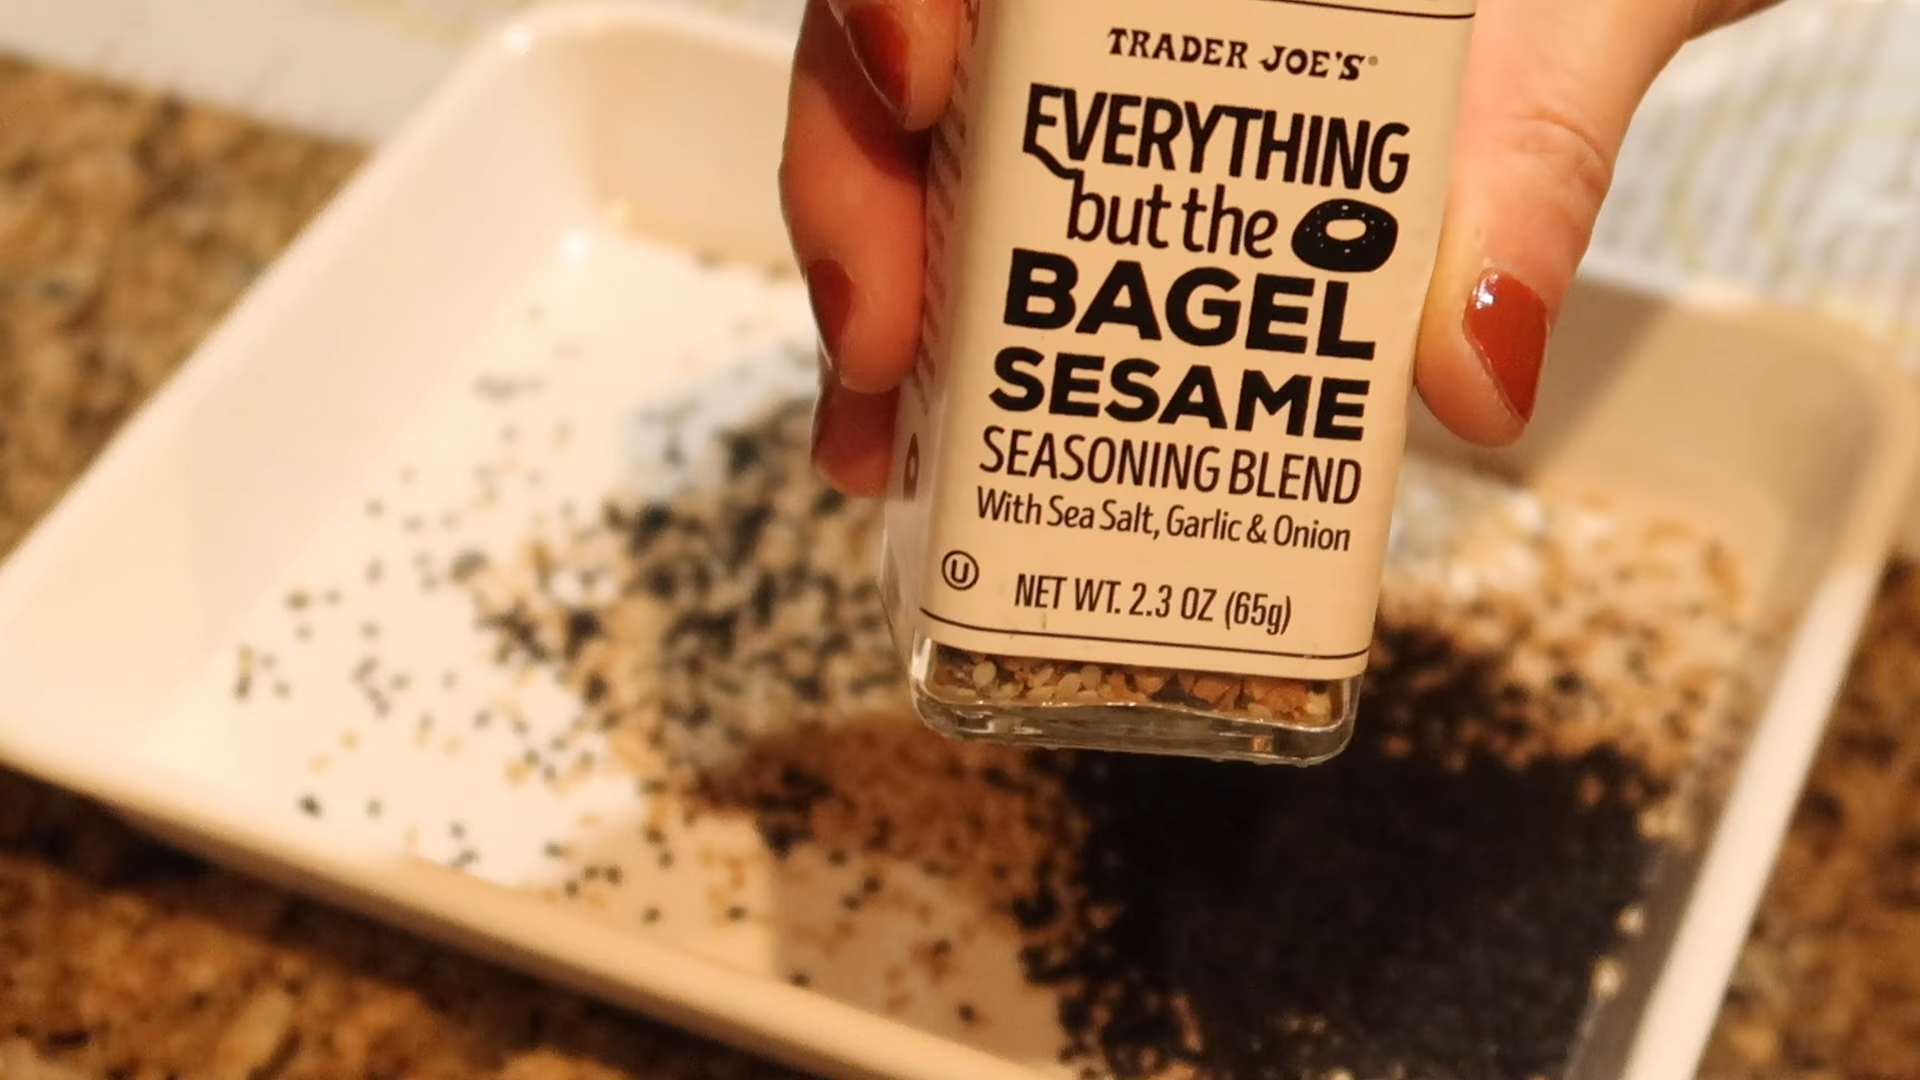 TRADER JOE'S®
EVERYTHING
but the
BAGEL
SESAME
SEASONING BLEND
With Sea Salt, Garlic & Onion
U
NET WT. 2.3 OZ (65g)